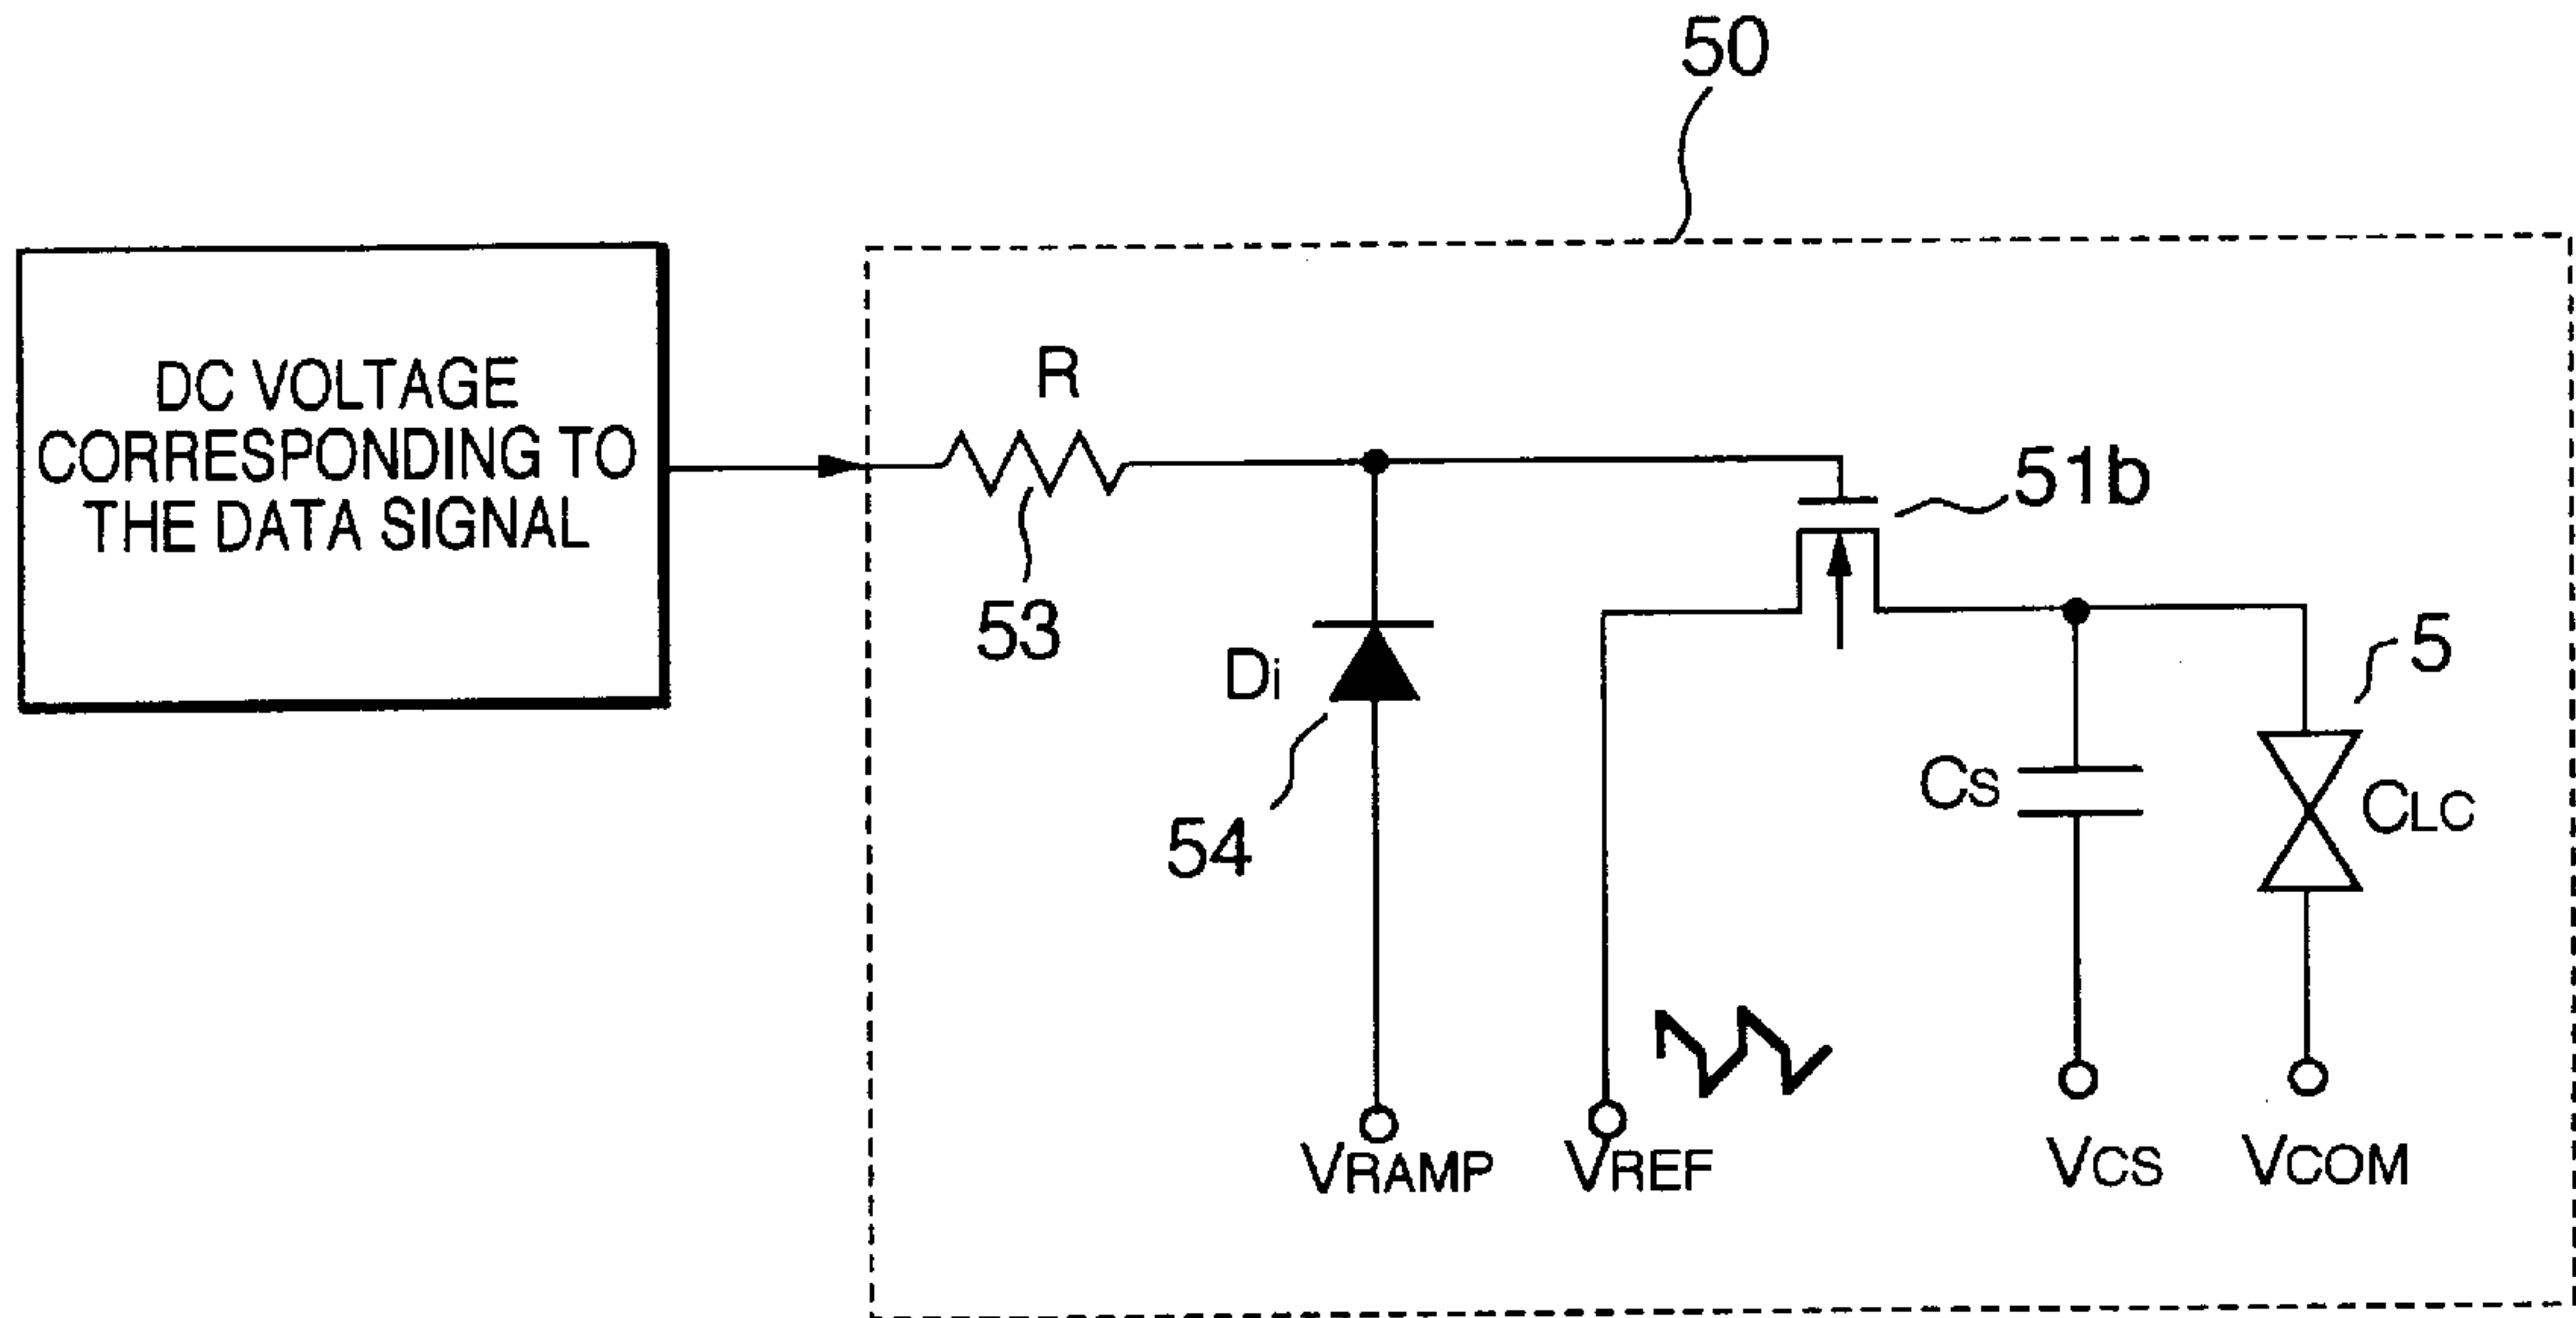 50
DC VOLTAGE
CORRESPONDING TO
THE DATA SIGNAL
R
53
51b
Di
54
5
CS
CLC
VRAMP
VREF
VCS
VCOM